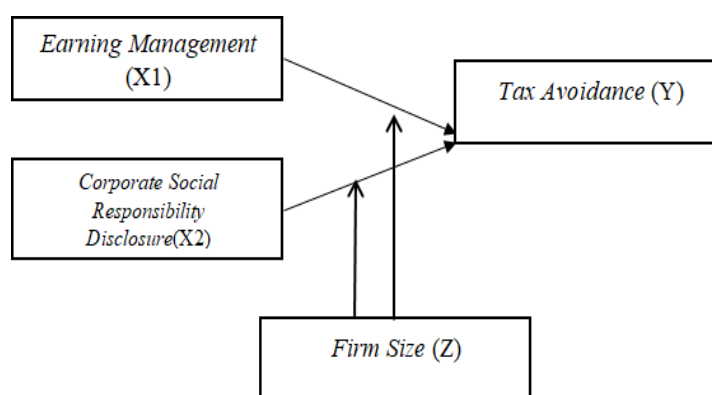 Earning Management
(X1)
Tax Avoidance (Y)
Corporate Social
Responsibility
Disclosure(X2)
Firm Size (Z)